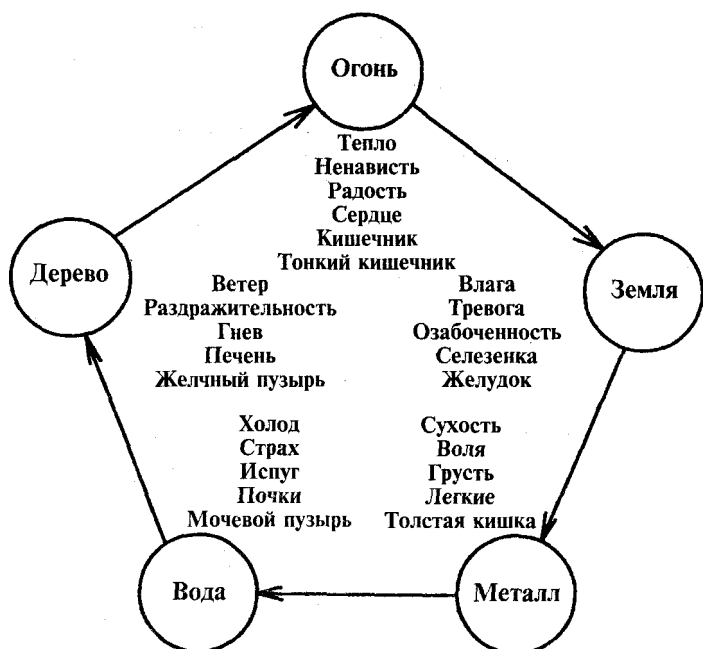 Огонь
Тепло
Ненависть
Радость
Сердце
Кишечник
Тонкий кишечник
Дерево
Ветер
Раздражительность
Гнев
Печень
Желчный пузырь
Земля
Влага
Тревога
Озабоченность
Селезенка
Желудок
Холод
Страх
Испуг
Почки
Мочевой пузырь
Сухость
Воля
Грусть
Легкие
Толстая кишка
Вода
Металл